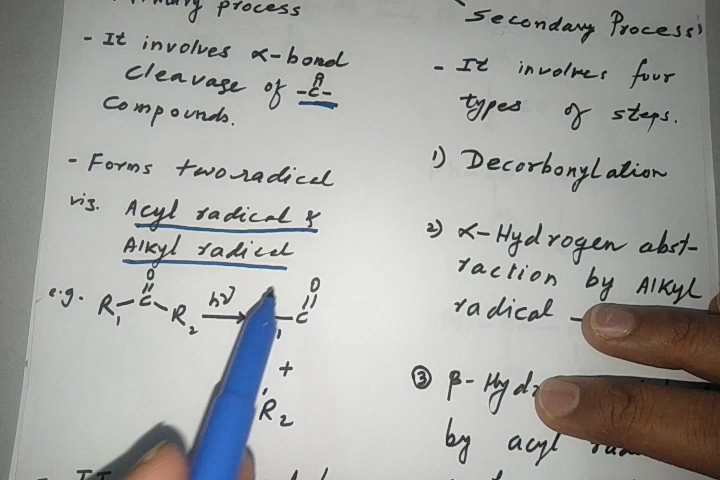 Primary process
- It involves α-bond
cleavage of -C-
O
Compounds.
- Forms two radical
viz. Acyl radical &
Alkyl radical
e.g. R1-C-R2 hν C
O O
+
R2
Secondary Process
- It involves four
types of steps.
1) Decorbonylation
2) α-Hydrogen abst-
raction by Alkyl
radical -
③ β-Hyd
by acyl